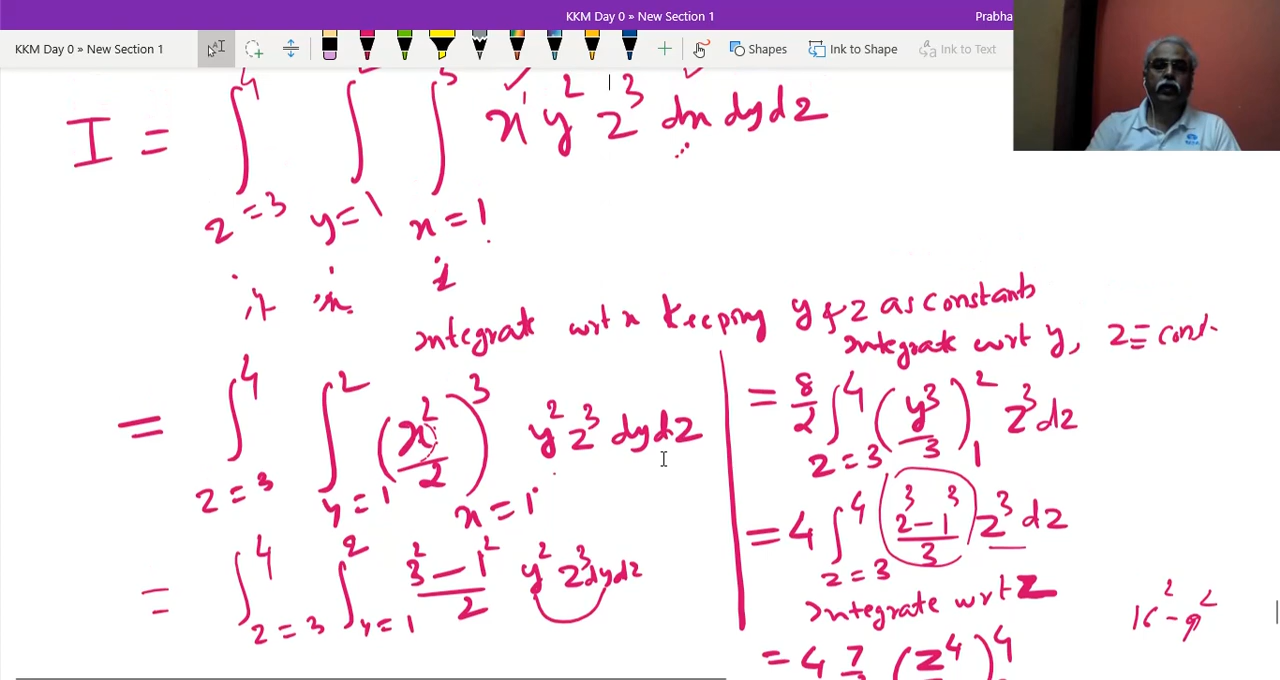 KKM Day 0 » New Section 1
Prabha
KKM Day 0 » New Section 1
Shapes
Ink to Shape
Ink to Text
I = ∫_{z=3}^{4} ∫_{y=1}^{2} ∫_{x=1}^{3} x¹ y² z³ dx dy dz
i
integrate wrt x keeping y & z as constants
= ∫_{z=3}^{4} ∫_{y=1}^{2} (x²/2)_{x=1}^{3} y² z³ dy dz
= ∫_{z=3}^{4} ∫_{y=1}^{2} (3² - 1²)/2 y² z³ dy dz
integrate wrt y, z = const.
= 8/2 ∫_{z=3}^{4} (y³/3)_{1}^{2} z³ dz
= 4 ∫_{z=3}^{4} (2³ - 1³)/3 z³ dz
integrate wrt z
16² - 9²
= 4 7 (z⁴)⁴